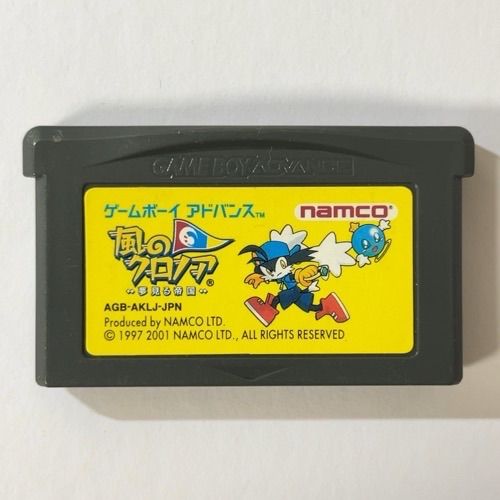 GAME BOY ADVANCE
ゲームボーイ アドバンス™
namco®
風のクロノア®
夢見る帝国
AGB-AKLJ-JPN
Produced by NAMCO LTD.
© 1997 2001 NAMCO LTD., ALL RIGHTS RESERVED